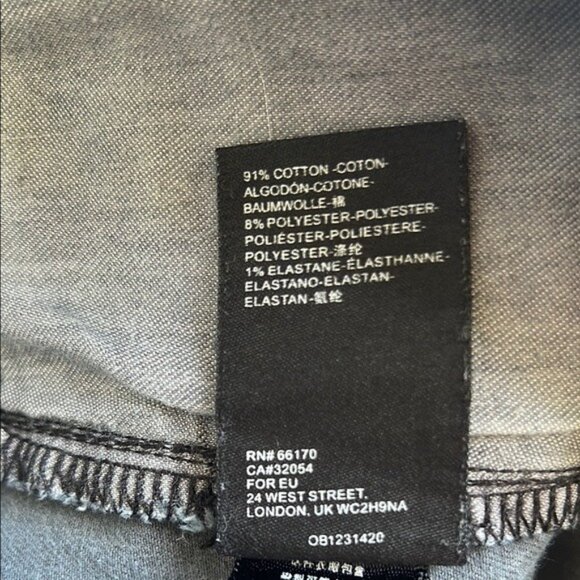 91% COTTON -COTON-
ALGODÓN-COTONE-
BAUMWOLLE-棉
8% POLYESTER-POLYESTER-
POLIÉSTER-POLIESTERE-
POLYESTER-涤纶
1% ELASTANE-ÉLASTHANNE-
ELASTANO-ELASTAN-
ELASTAN-氨纶
RN# 66170
CA#32054
FOR EU
24 WEST STREET,
LONDON, UK WC2H9NA
OB1231420